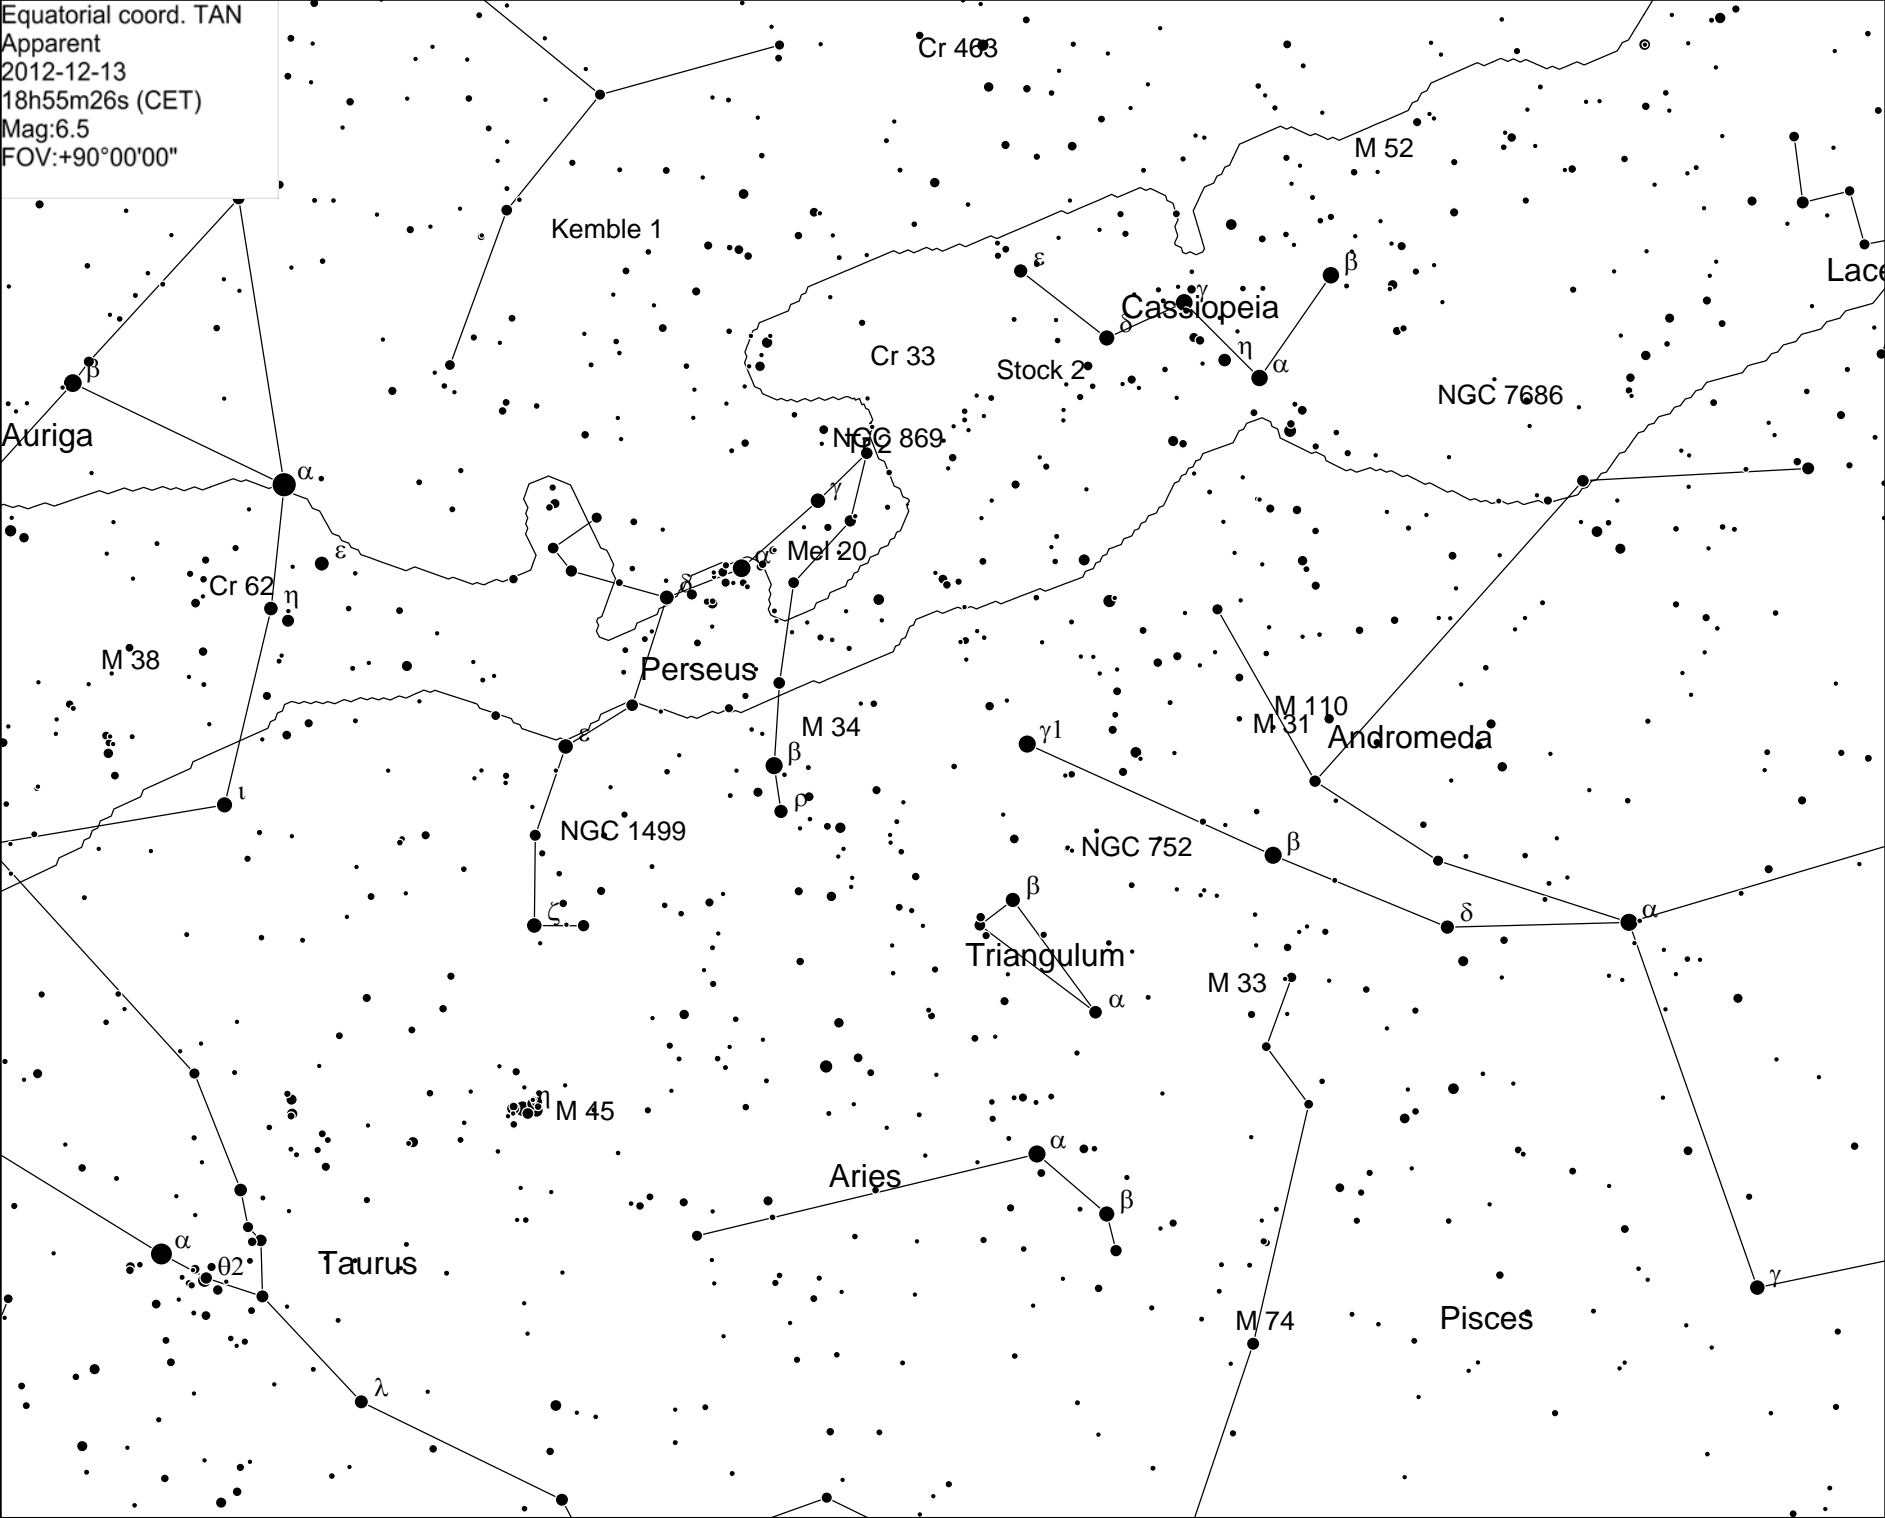 Equatorial coord. TAN
Apparent
2012-12-13
18h55m26s (CET)
Mag:6.5
FOV:+90°00'00"
Cr 463
M 52
Kemble 1
ε
β
Lace
γ
Cassiopeia
δ
Cr 33
η
Stock 2
α
β
NGC 7686
Auriga
NGC 869
α
γ
ε
α
Mel 20
δ
Cr 62
η
M 38
Perseus
M 110
M 31
M 34
γ1
Andromeda
ε
β
ι
ρ
NGC 1499
NGC 752
β
β
ζ
δ
α
Triangulum
M 33
α
η
M 45
α
Aries
β
α
θ2
Taurus
γ
M 74
Pisces
λ